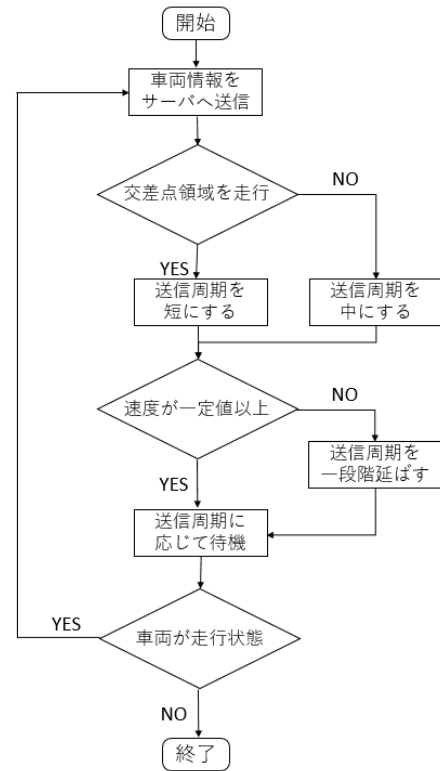 開始
車両情報を
サーバへ送信
交差点領域を走行
NO
YES
送信周期を
短にする
送信周期を
中にする
速度が一定値以上
NO
送信周期を
一段階延ばす
YES
送信周期に
応じて待機
YES
車両が走行状態
NO
終了